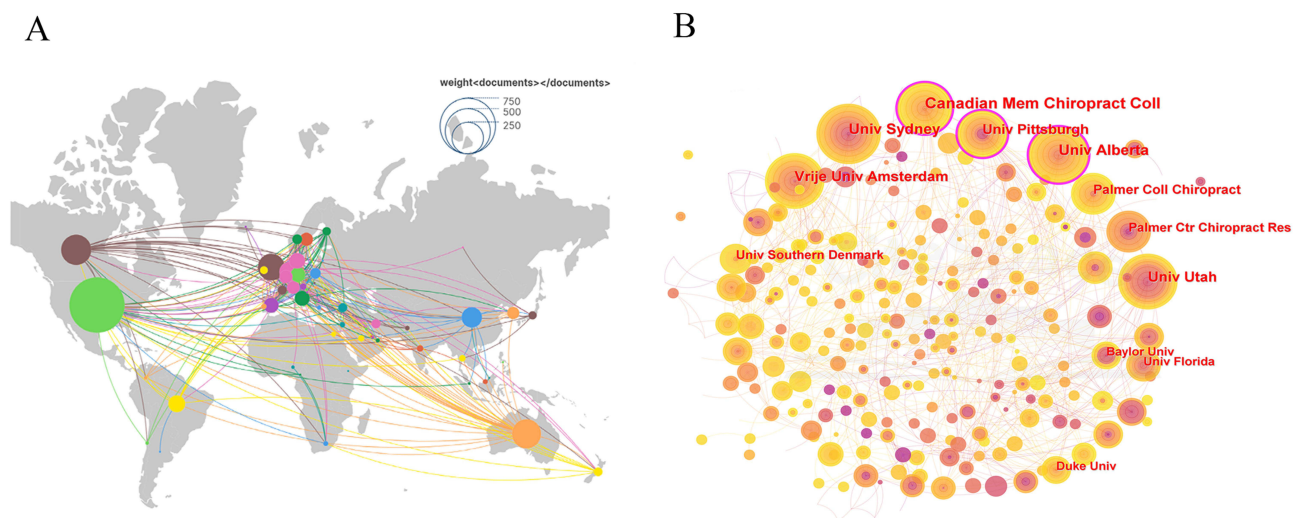 A
B
weight<documents></documents>
750
500
250
Canadian Mem Chiropract Coll
Univ Sydney
Univ Pittsburgh
Univ Alberta
Vrije Univ Amsterdam
Palmer Coll Chiropract
Palmer Ctr Chiropract Res
Univ Southern Denmark
Univ Utah
Baylor Univ
Univ Florida
Duke Univ